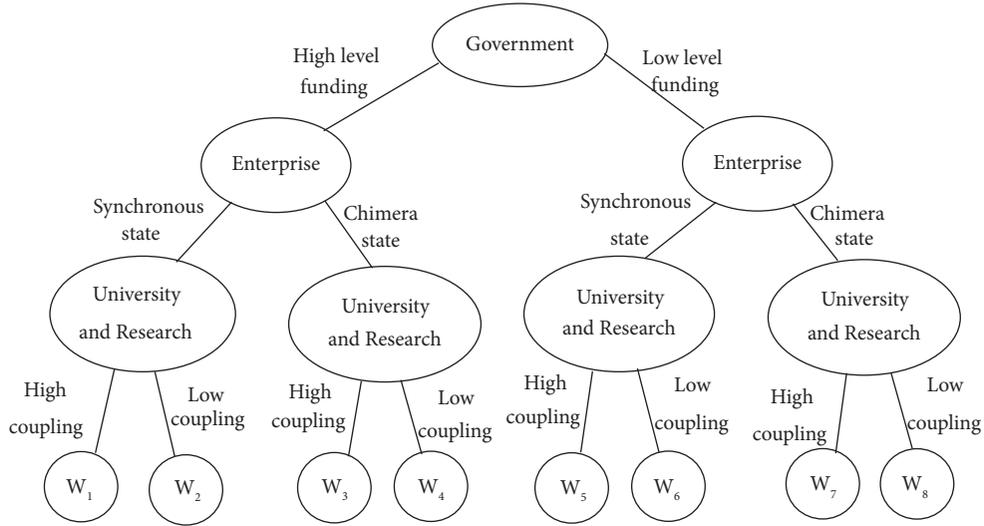 Government
High level
funding
Low level
funding
Enterprise
Enterprise
Synchronous
state
Chimera
state
Synchronous
state
Chimera
state
University
and Research
University
and Research
University
and Research
University
and Research
High
coupling
Low
coupling
High
coupling
Low
coupling
High
coupling
Low
coupling
High
coupling
Low
coupling
W₁
W₂
W₃
W₄
W₅
W₆
W₇
W₈